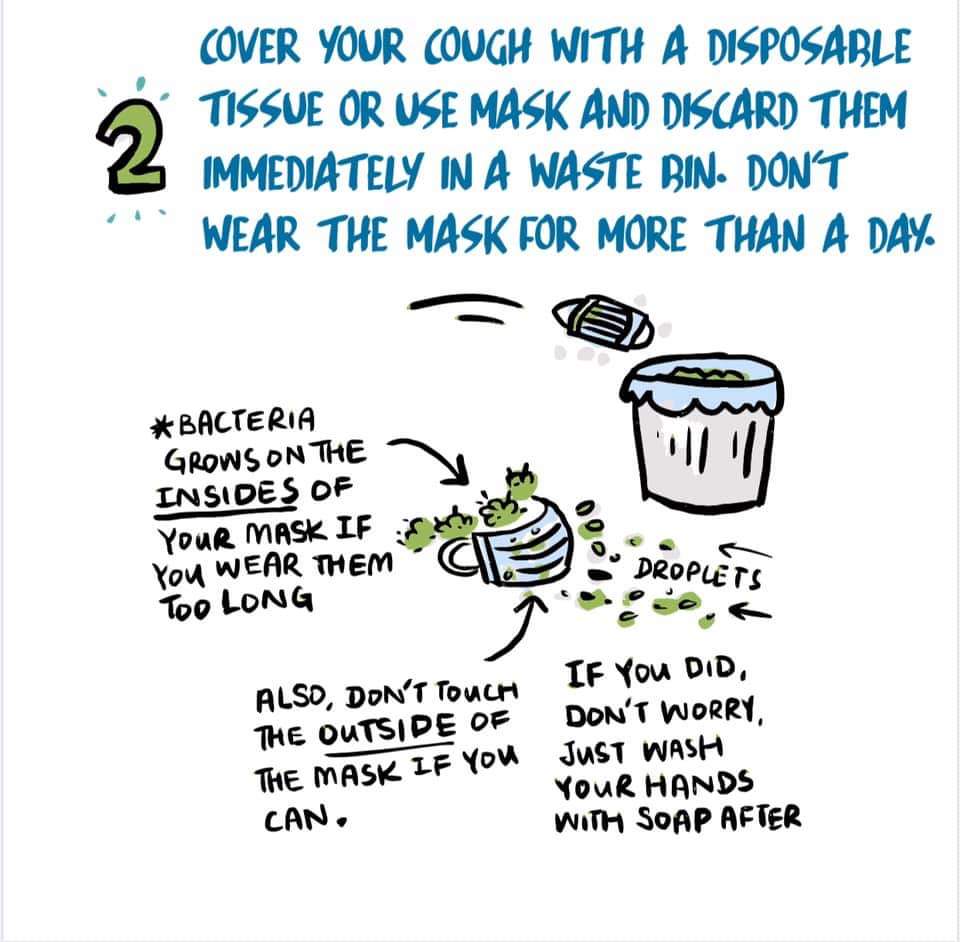 2
COVER YOUR COUGH WITH A DISPOSABLE
TISSUE OR USE MASK AND DISCARD THEM
IMMEDIATELY IN A WASTE BIN. DON'T
WEAR THE MASK FOR MORE THAN A DAY.
*BACTERIA
GROWS ON THE
INSIDES OF
YOUR MASK IF
YOU WEAR THEM
TOO LONG
DROPLETS
ALSO, DON'T TOUCH
THE OUTSIDE OF
THE MASK IF YOU
CAN.
IF YOU DID,
DON'T WORRY,
JUST WASH
YOUR HANDS
WITH SOAP AFTER